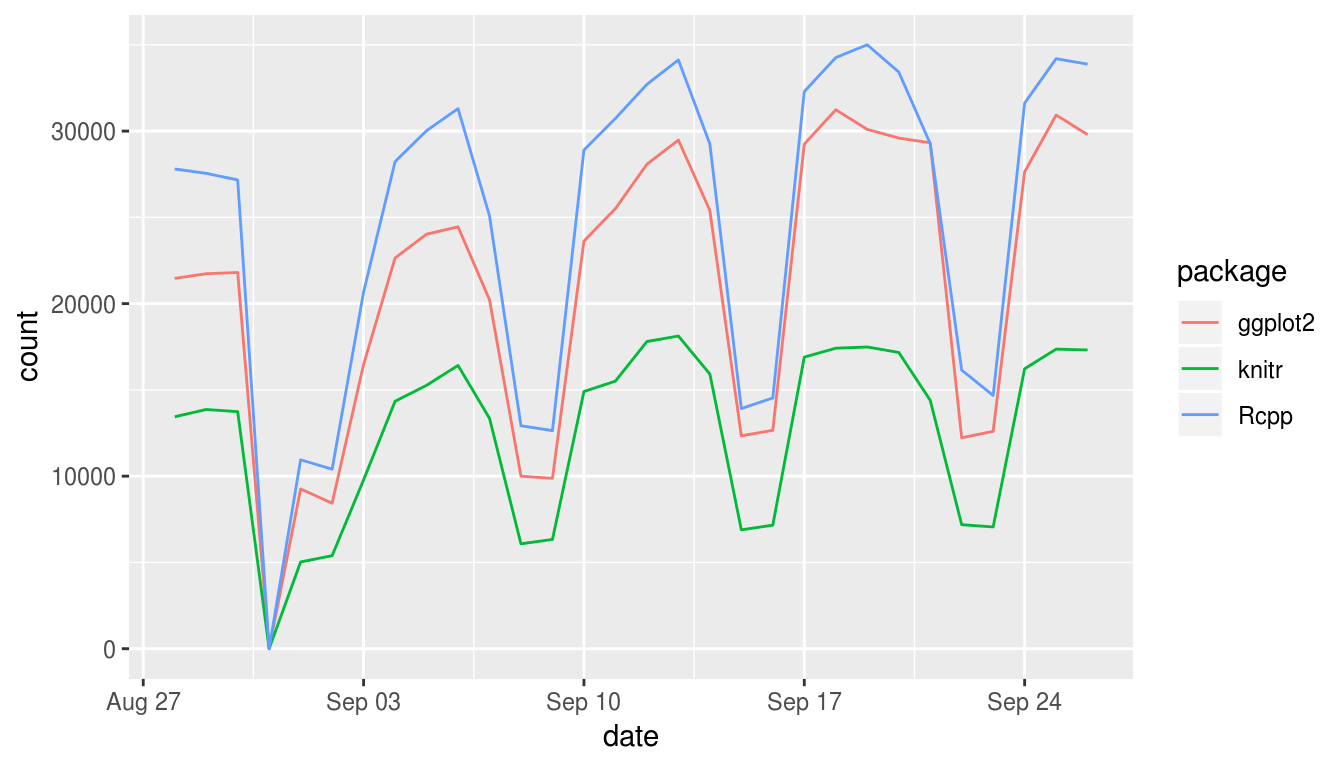 count
30000
20000
10000
0
Aug 27
Sep 03
Sep 10
Sep 17
Sep 24
date
package
ggplot2
knitr
Rcpp